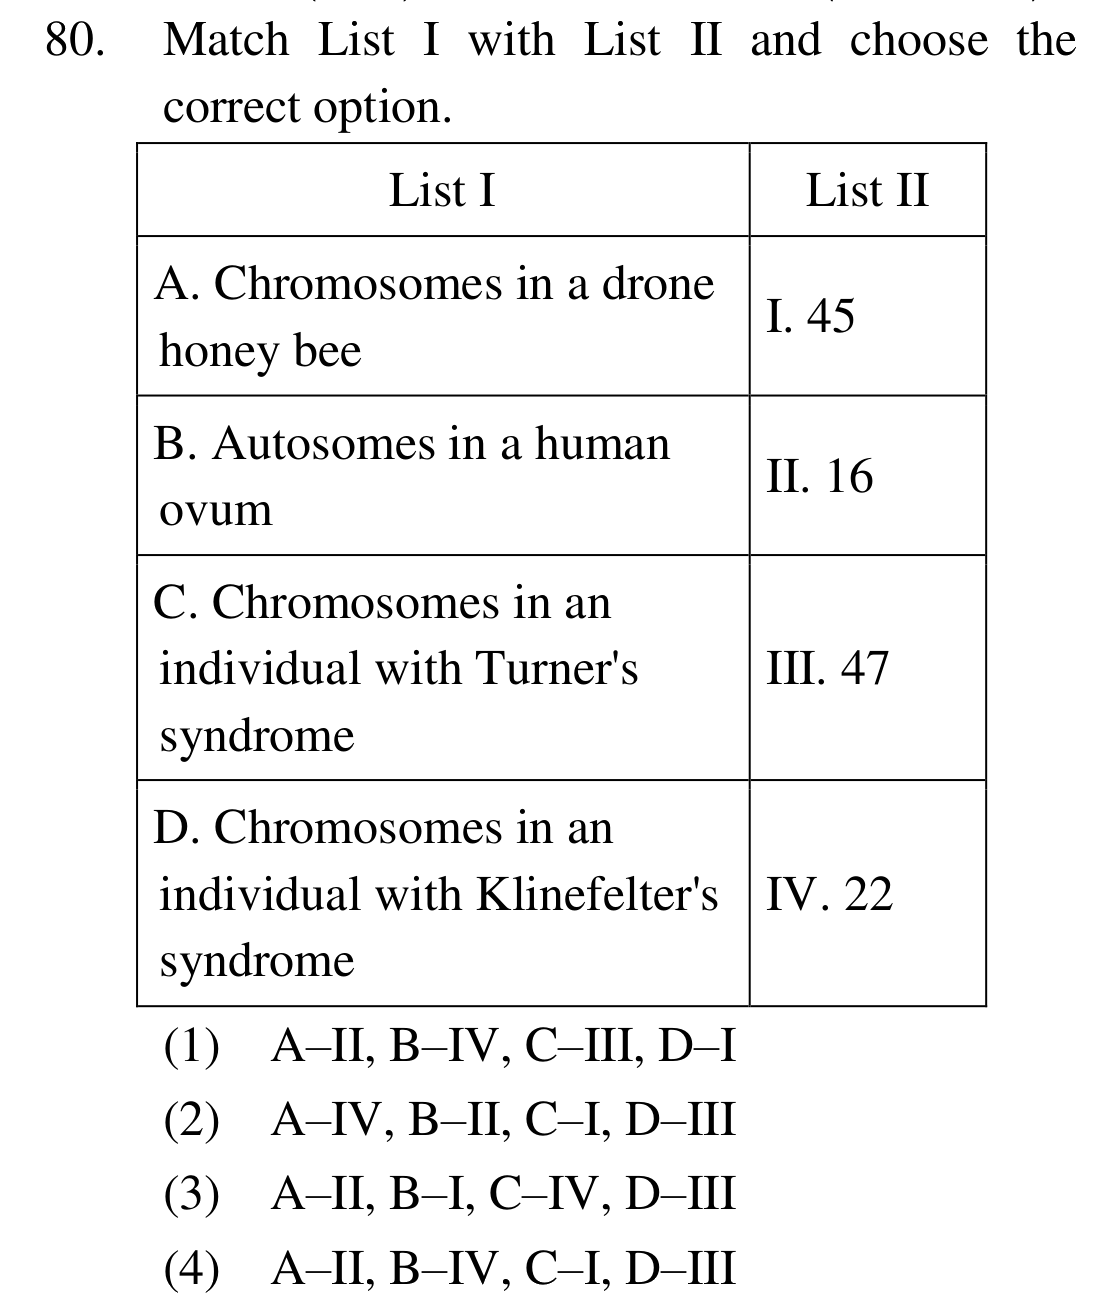 80. Match List I with List II and choose the
correct option.
List I List II
A. Chromosomes in a drone
honey bee
I. 45
B. Autosomes in a human
ovum
II. 16
C. Chromosomes in an
individual with Turner's
syndrome
III. 47
D. Chromosomes in an
individual with Klinefelter's
syndrome
IV. 22
(1) A–II, B–IV, C–III, D–I
(2) A–IV, B–II, C–I, D–III
(3) A–II, B–I, C–IV, D–III
(4) A–II, B–IV, C–I, D–III